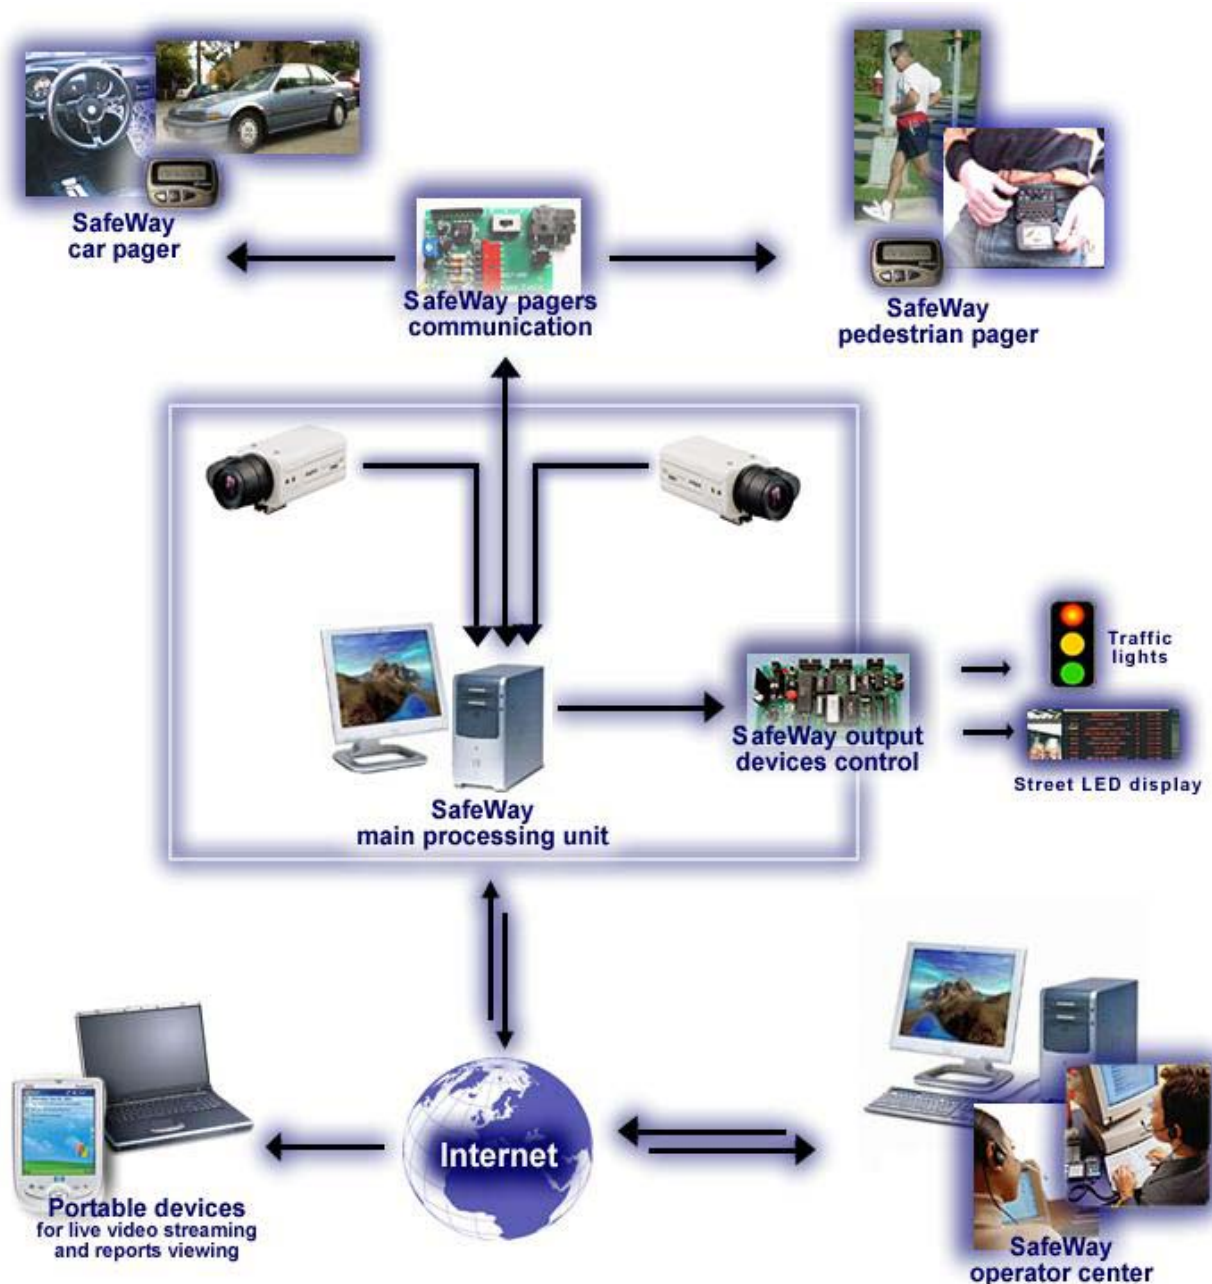 SafeWay
car pager
SafeWay pagers
communication
SafeWay
pedestrian pager
Traffic
lights
SafeWay output
devices control
Street LED display
SafeWay
main processing unit
Internet
Portable devices
for live video streaming
and reports viewing
SafeWay
operator center